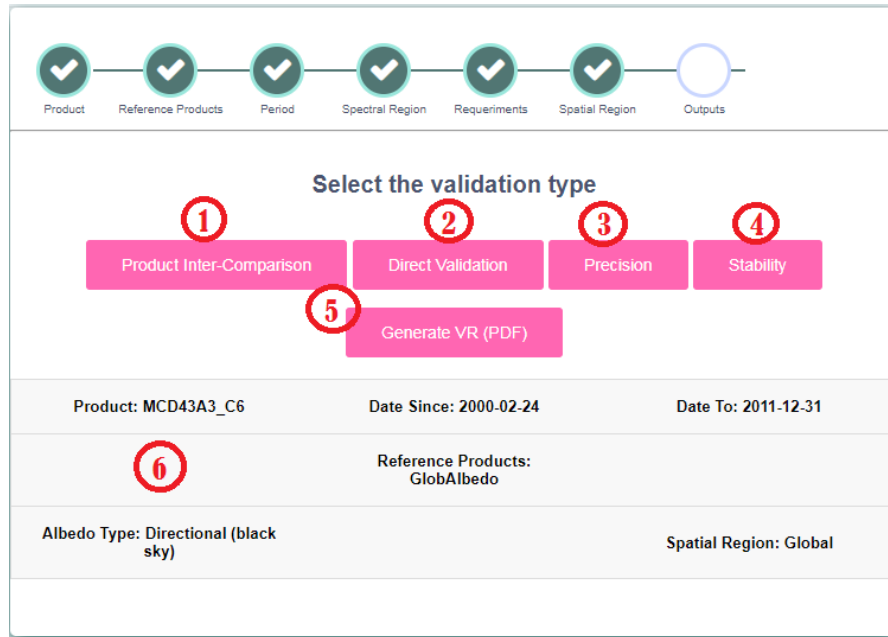 Product Reference Products Period Spectral Region Requeriments Spatial Region Outputs
Select the validation type
1 2 3 4
Product Inter-Comparison Direct Validation Precision Stability
5
Generate VR (PDF)
Product: MCD43A3_C6 Date Since: 2000-02-24 Date To: 2011-12-31
6
Reference Products:
GlobAlbedo
Albedo Type: Directional (black
sky)
Spatial Region: Global